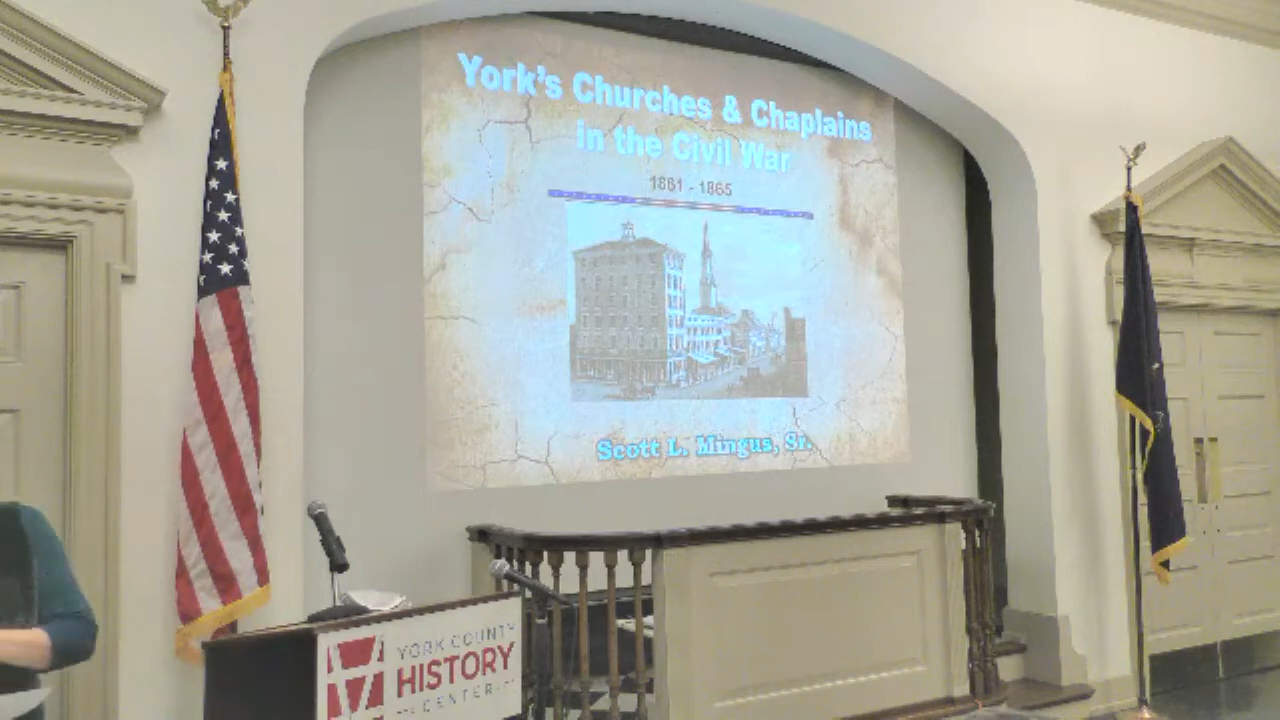 York's Churches & Chaplains
in the Civil War
1861 - 1865
Scott L. Mingus, Sr.
YORK COUNTY
HISTORY
CENTER